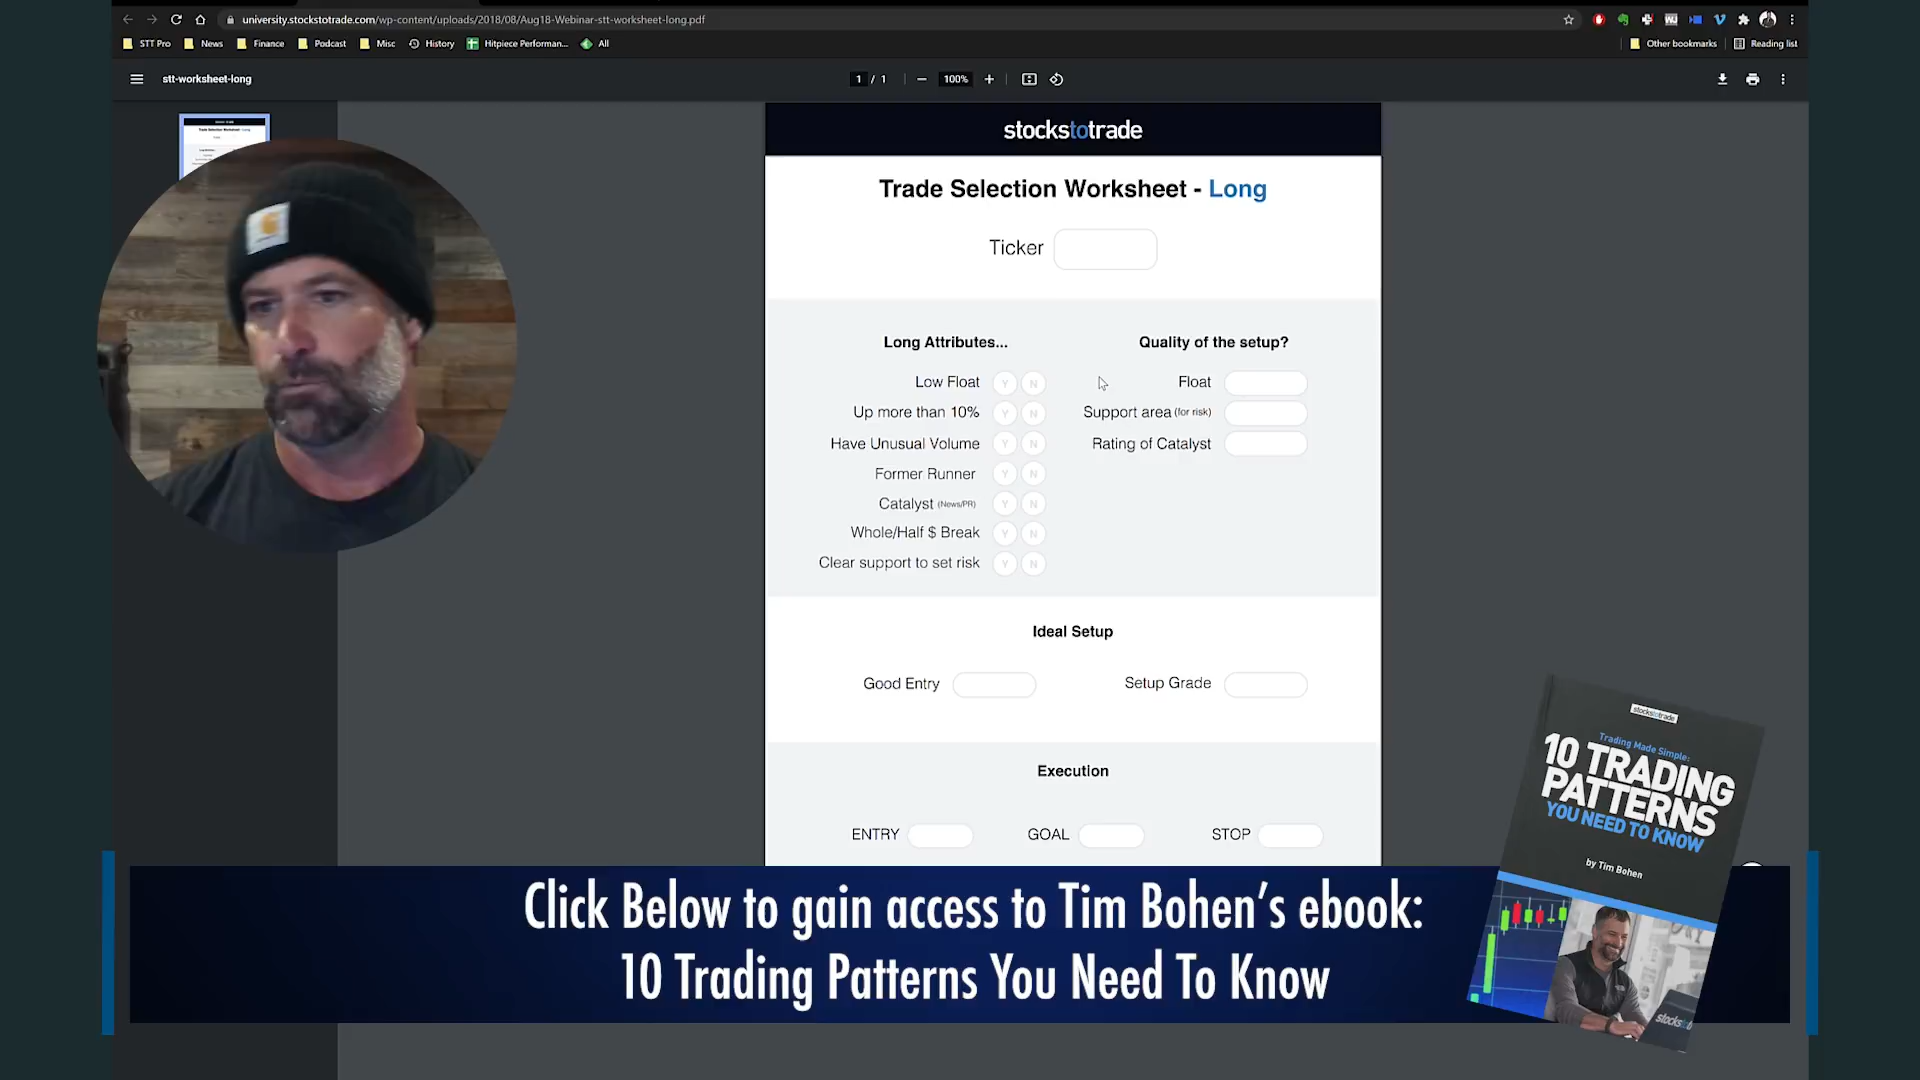 university.stockstotrade.com/wp-content/uploads/2018/08/Aug18-Webinar-stt-worksheet-long.pdf
STT Pro News Finance Podcast Misc History Hitpiece Performan... All Other bookmarks Reading list
stt-worksheet-long 1 / 1 100%
stockstotrade
Trade Selection Worksheet - Long
Ticker
Long Attributes... Quality of the setup?
Low Float Y N Float
Up more than 10% Y N Support area (for risk)
Have Unusual Volume Y N Rating of Catalyst
Former Runner Y N
Catalyst (News/PR) Y N
Whole/Half $ Break Y N
Clear support to set risk Y N
Ideal Setup
Good Entry Setup Grade
Execution
ENTRY GOAL STOP
stockstotrade
Trading Made Simple:
10 TRADING
PATTERNS
YOU NEED TO KNOW
by Tim Bohen
Click Below to gain access to Tim Bohen's ebook:
10 Trading Patterns You Need To Know